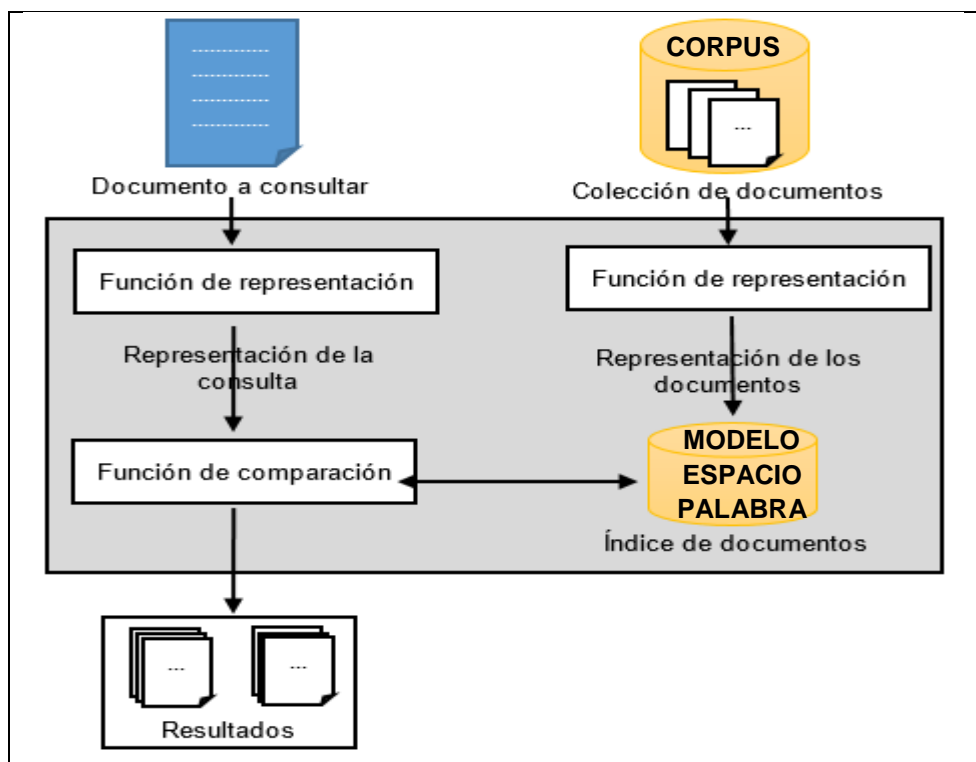 CORPUS
...
Documento a consultar
Colección de documentos
Función de representación
Función de representación
Representación de la
consulta
Representación de los
documentos
Función de comparación
MODELO
ESPACIO
PALABRA
Índice de documentos
...
...
Resultados